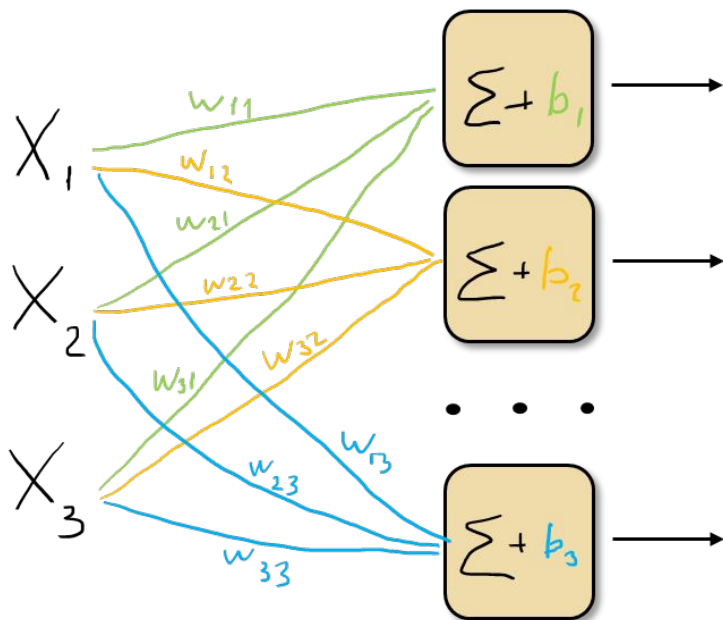 W11
Σ + b1
X1
W12
W21
X2
W22
Σ + b2
W31
W32
W13
X3
W23
W33
Σ + b3